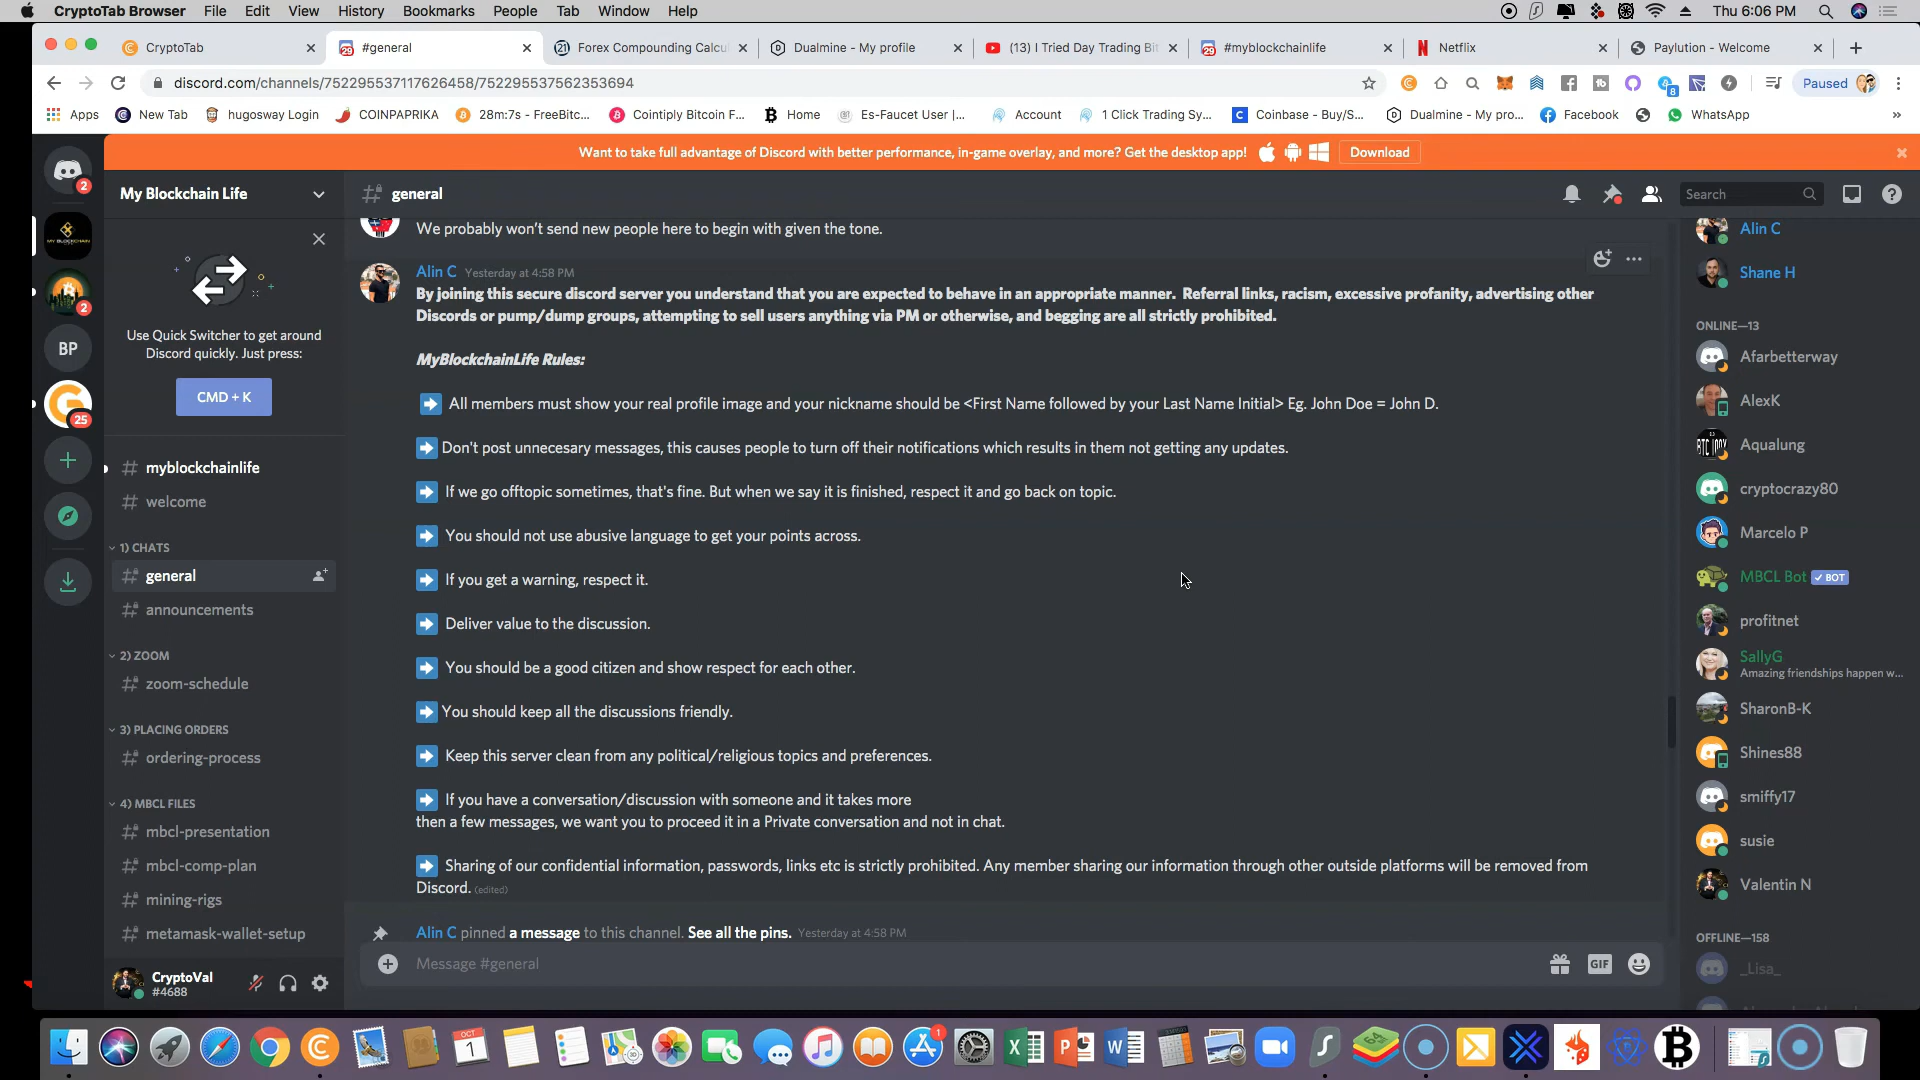 CryptoTab Browser File Edit View History Bookmarks People Tab Window Help Thu 6:06 PM
CryptoTab #general Forex Compounding Calcu Dualmine - My profile (13) I Tried Day Trading Bit #myblockchainlife Netflix Paylution - Welcome
discord.com/channels/752295537117626458/752295537562353694 8 Paused
Apps New Tab hugosway Login COINPAPRIKA 28m:7s - FreeBitc... Cointiply Bitcoin F... Home Es-Faucet User |... Account 1 Click Trading Sy... Coinbase - Buy/S... Dualmine - My pro... Facebook WhatsApp »
Want to take full advantage of Discord with better performance, in-game overlay, and more? Get the desktop app! Download
2
2
BP
25
My Blockchain Life
Use Quick Switcher to get around
Discord quickly. Just press:
CMD + K
myblockchainlife
welcome
1) CHATS
general
announcements
2) ZOOM
zoom-schedule
3) PLACING ORDERS
ordering-process
4) MBCL FILES
mbcl-presentation
mbcl-comp-plan
mining-rigs
metamask-wallet-setup
CryptoVal
#4688
general
Search
We probably won't send new people here to begin with given the tone.
Alin C Yesterday at 4:58 PM
By joining this secure discord server you understand that you are expected to behave in an appropriate manner. Referral links, racism, excessive profanity, advertising other
Discords or pump/dump groups, attempting to sell users anything via PM or otherwise, and begging are all strictly prohibited.
MyBlockchainLife Rules:
All members must show your real profile image and your nickname should be <First Name followed by your Last Name Initial> Eg. John Doe = John D.
Don't post unnecesary messages, this causes people to turn off their notifications which results in them not getting any updates.
If we go offtopic sometimes, that's fine. But when we say it is finished, respect it and go back on topic.
You should not use abusive language to get your points across.
If you get a warning, respect it.
Deliver value to the discussion.
You should be a good citizen and show respect for each other.
You should keep all the discussions friendly.
Keep this server clean from any political/religious topics and preferences.
If you have a conversation/discussion with someone and it takes more
then a few messages, we want you to proceed it in a Private conversation and not in chat.
Sharing of our confidential information, passwords, links etc is strictly prohibited. Any member sharing our information through other outside platforms will be removed from
Discord. (edited)
Alin C pinned a message to this channel. See all the pins. Yesterday at 4:58 PM
Message #general
GIF
Alin C
Shane H
ONLINE—13
Afarbetterway
AlexK
Aqualung
cryptocrazy80
Marcelo P
MBCL Bot BOT
profitnet
SallyG
Amazing friendships happen w...
SharonB-K
Shines88
smiffy17
susie
Valentin N
OFFLINE—158
_Lisa_
OCT
1
1